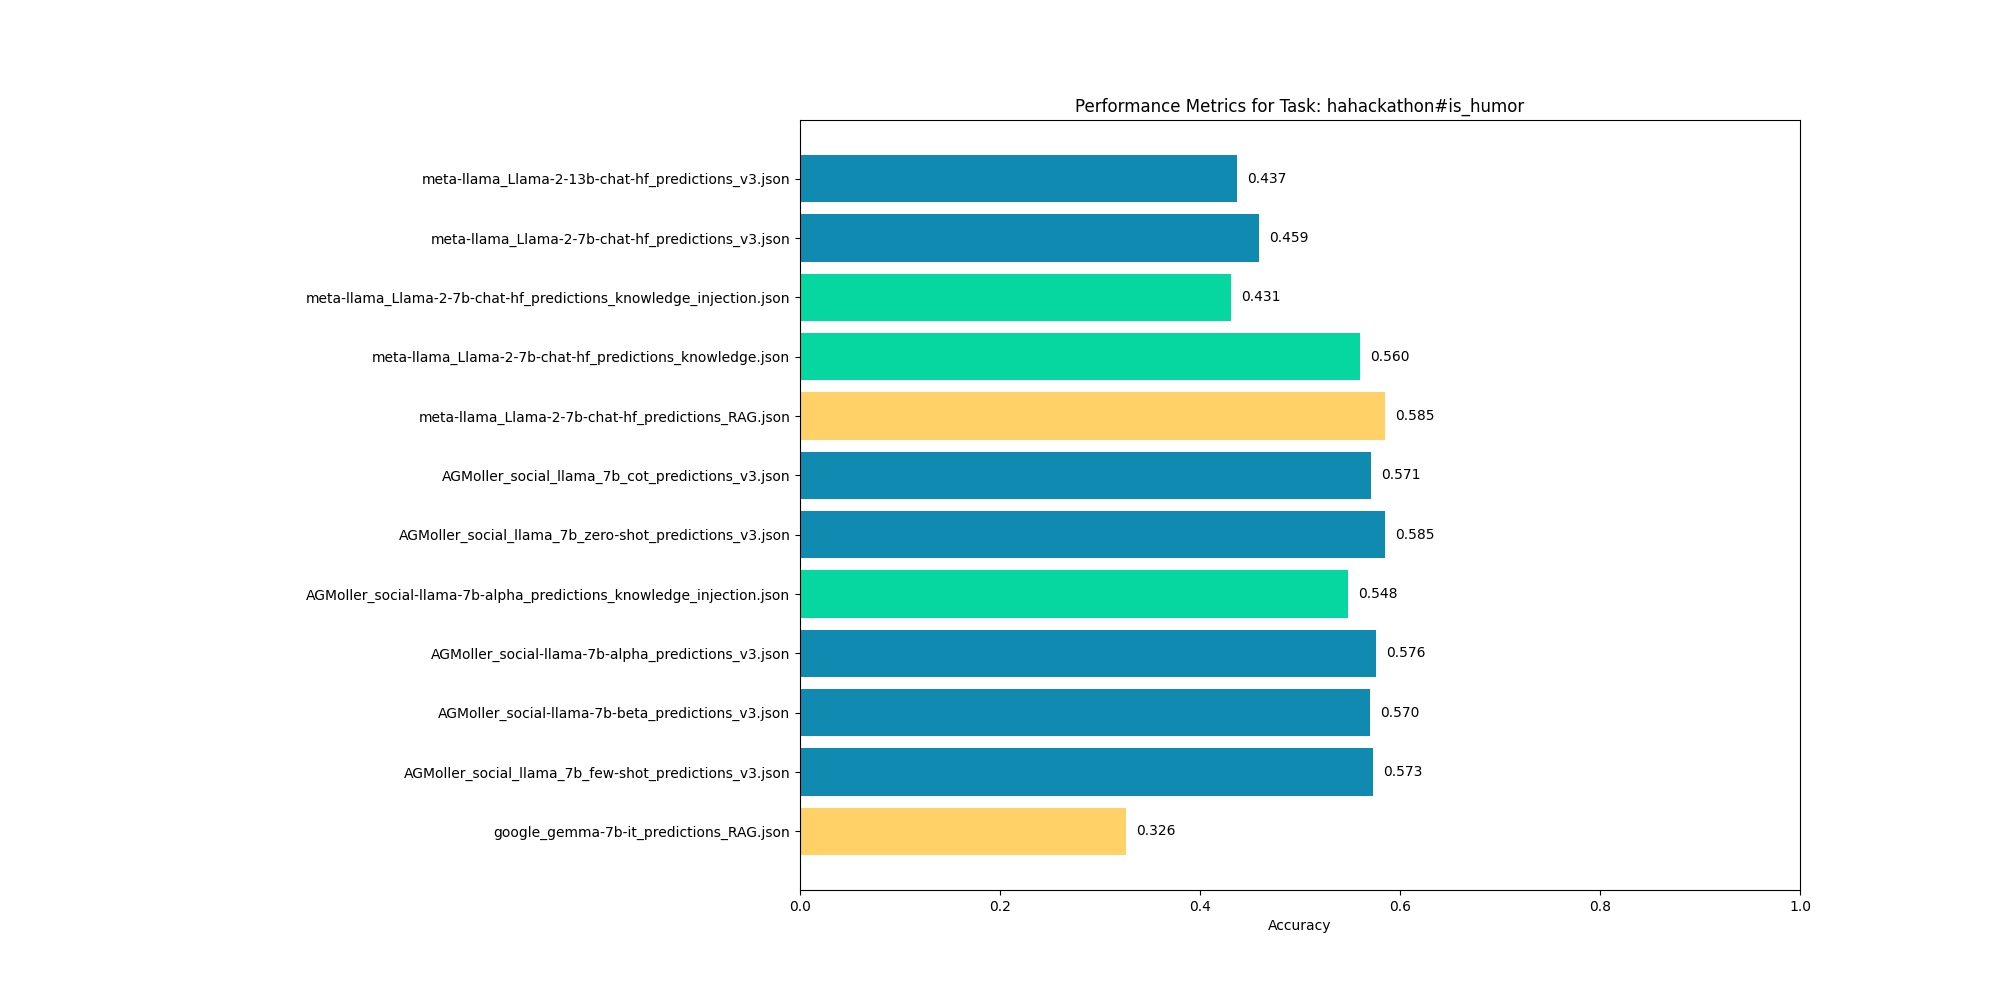 Performance Metrics for Task: hahackathon#is_humor
meta-llama_Llama-2-13b-chat-hf_predictions_v3.json 0.437
meta-llama_Llama-2-7b-chat-hf_predictions_v3.json 0.459
meta-llama_Llama-2-7b-chat-hf_predictions_knowledge_injection.json 0.431
meta-llama_Llama-2-7b-chat-hf_predictions_knowledge.json 0.560
meta-llama_Llama-2-7b-chat-hf_predictions_RAG.json 0.585
AGMoller_social_llama_7b_cot_predictions_v3.json 0.571
AGMoller_social_llama_7b_zero-shot_predictions_v3.json 0.585
AGMoller_social-llama-7b-alpha_predictions_knowledge_injection.json 0.548
AGMoller_social-llama-7b-alpha_predictions_v3.json 0.576
AGMoller_social-llama-7b-beta_predictions_v3.json 0.570
AGMoller_social_llama_7b_few-shot_predictions_v3.json 0.573
google_gemma-7b-it_predictions_RAG.json 0.326
0.0 0.2 0.4 0.6 0.8 1.0
Accuracy